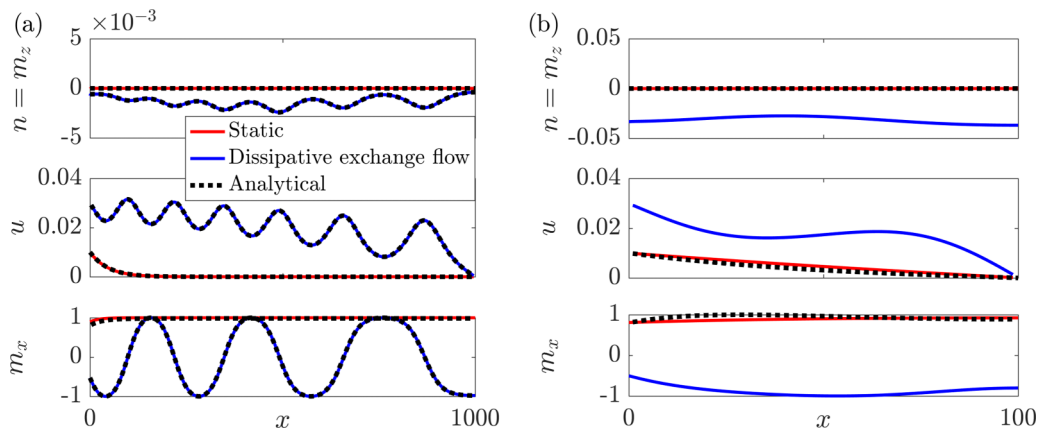 (a)
×10⁻³
n = m_z
5
0
-5
Static
Dissipative exchange flow
Analytical
u
0.04
0.02
0
m_x
1
0
-1
0
x
1000
(b)
n = m_z
0.05
0
-0.05
u
0.04
0.02
0
m_x
1
0
-1
0
x
100